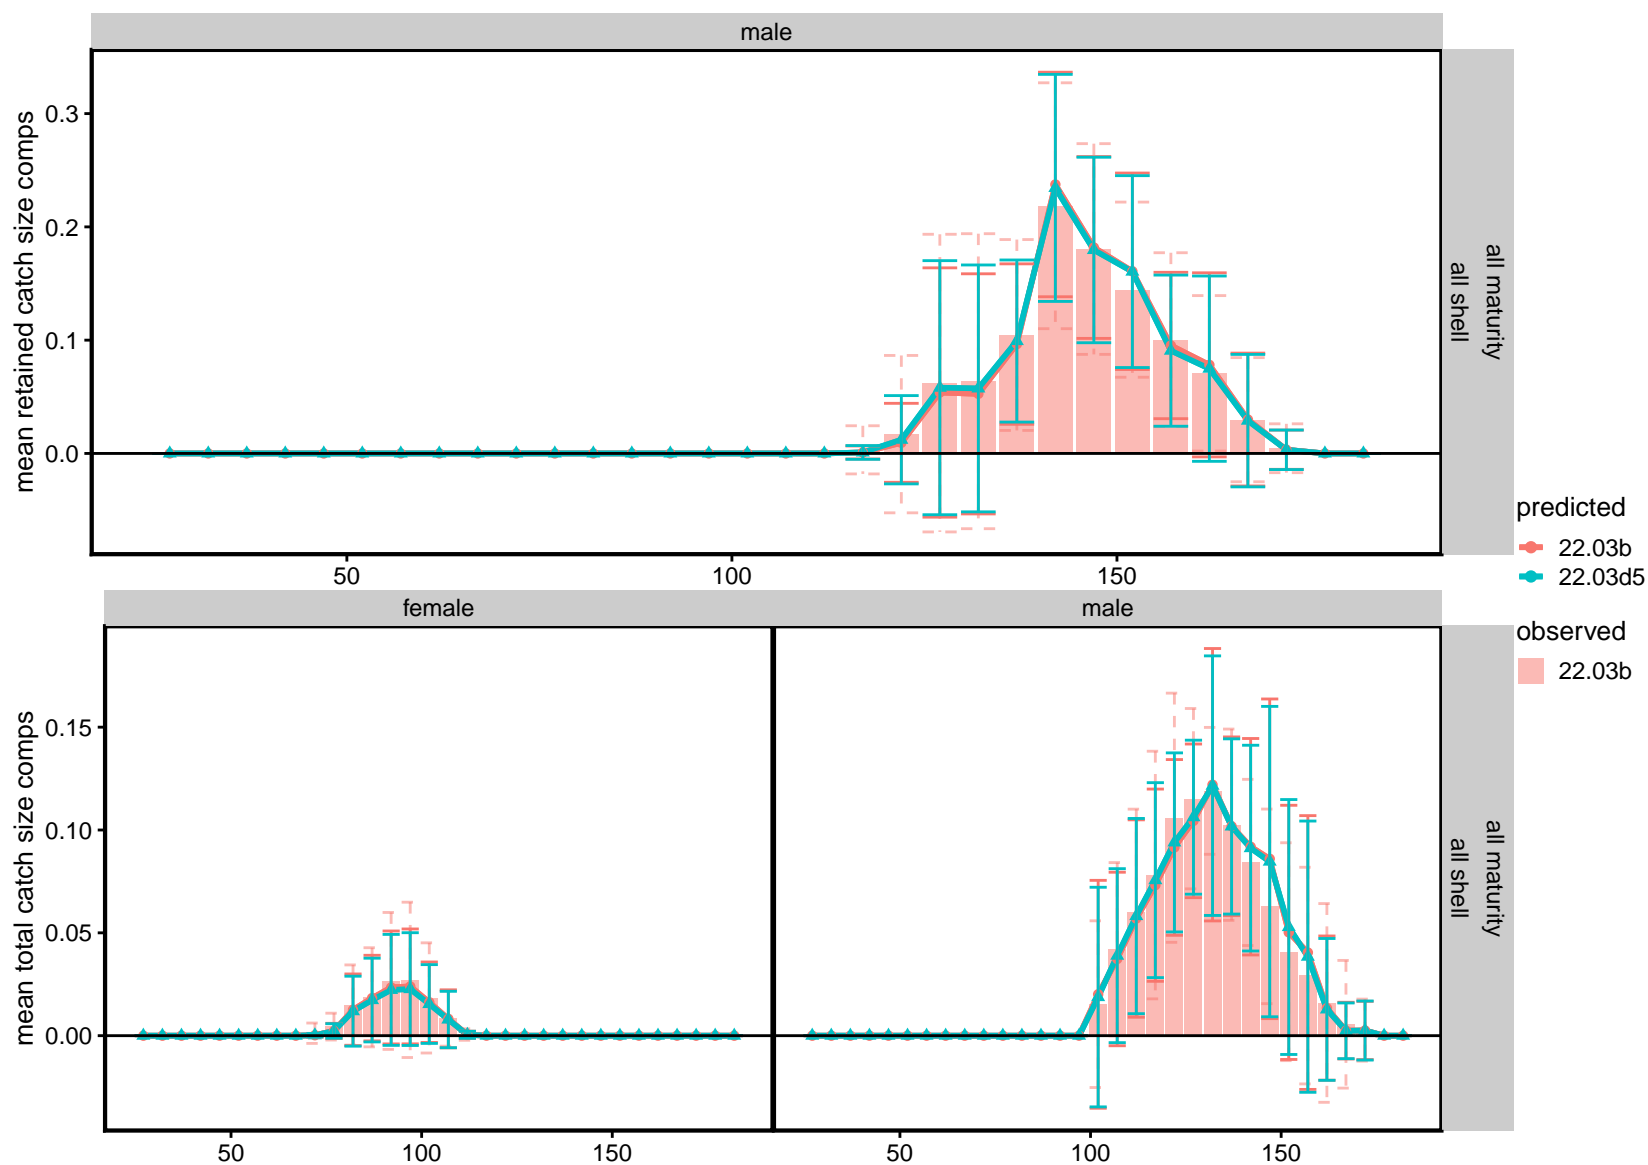 male
mean retained catch size comps
0.3
0.2
0.1
0.0
50
100
150
all maturity
all shell
predicted
22.03b
22.03d5
observed
22.03b
female
male
mean total catch size comps
0.15
0.10
0.05
0.00
50
100
150
50
100
150
all maturity
all shell